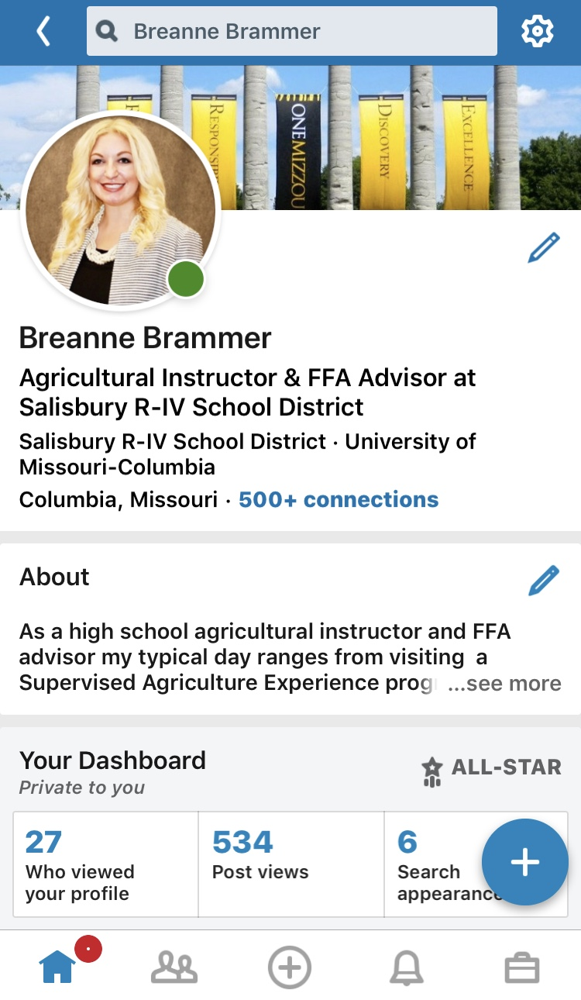 Breanne Brammer
RESPONSI
ONEMIZZOU
DISCOVERY
EXCELLENCE
Breanne Brammer
Agricultural Instructor & FFA Advisor at
Salisbury R-IV School District
Salisbury R-IV School District · University of
Missouri-Columbia
Columbia, Missouri · 500+ connections
About
As a high school agricultural instructor and FFA
advisor my typical day ranges from visiting a
Supervised Agriculture Experience prog ...see more
Your Dashboard
ALL-STAR
Private to you
27
Who viewed
your profile
534
Post views
6
Search
appearance